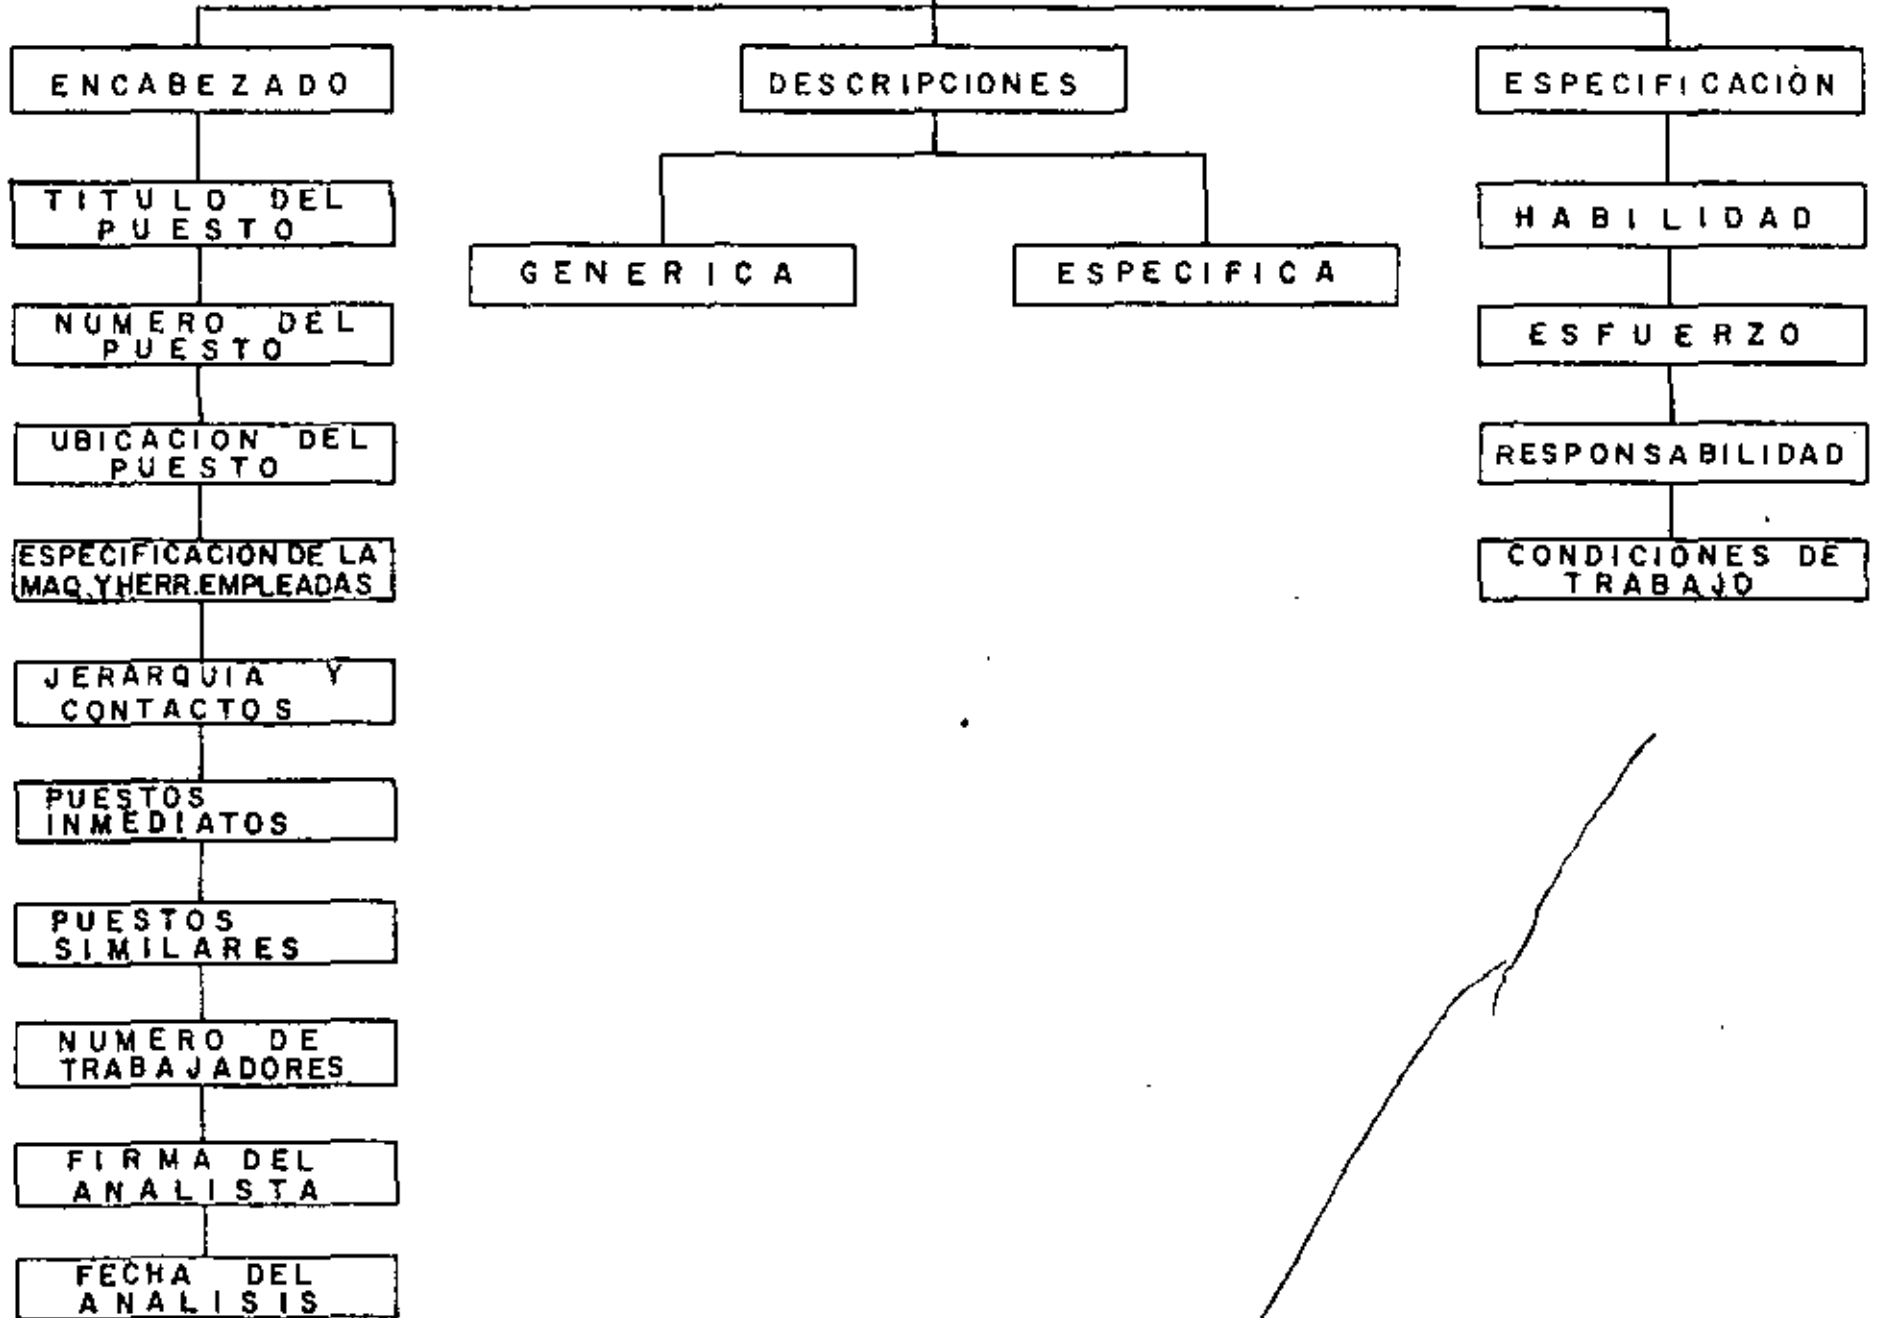 ENCABEZADO
DESCRIPCIONES
ESPECIFICACIÓN
TITULO DEL
PUESTO
HABILIDAD
GENERICA
ESPECIFICA
NUMERO DEL
PUESTO
ESFUERZO
UBICACION DEL
PUESTO
RESPONSABILIDAD
ESPECIFICACION DE LA
MAQ. Y HERR. EMPLEADAS
CONDICIONES DE
TRABAJO
JERARQUIA Y
CONTACTOS
PUESTOS
INMEDIATOS
PUESTOS
SIMILARES
NUMERO DE
TRABAJADORES
FIRMA DEL
ANALISTA
FECHA DEL
ANALISIS